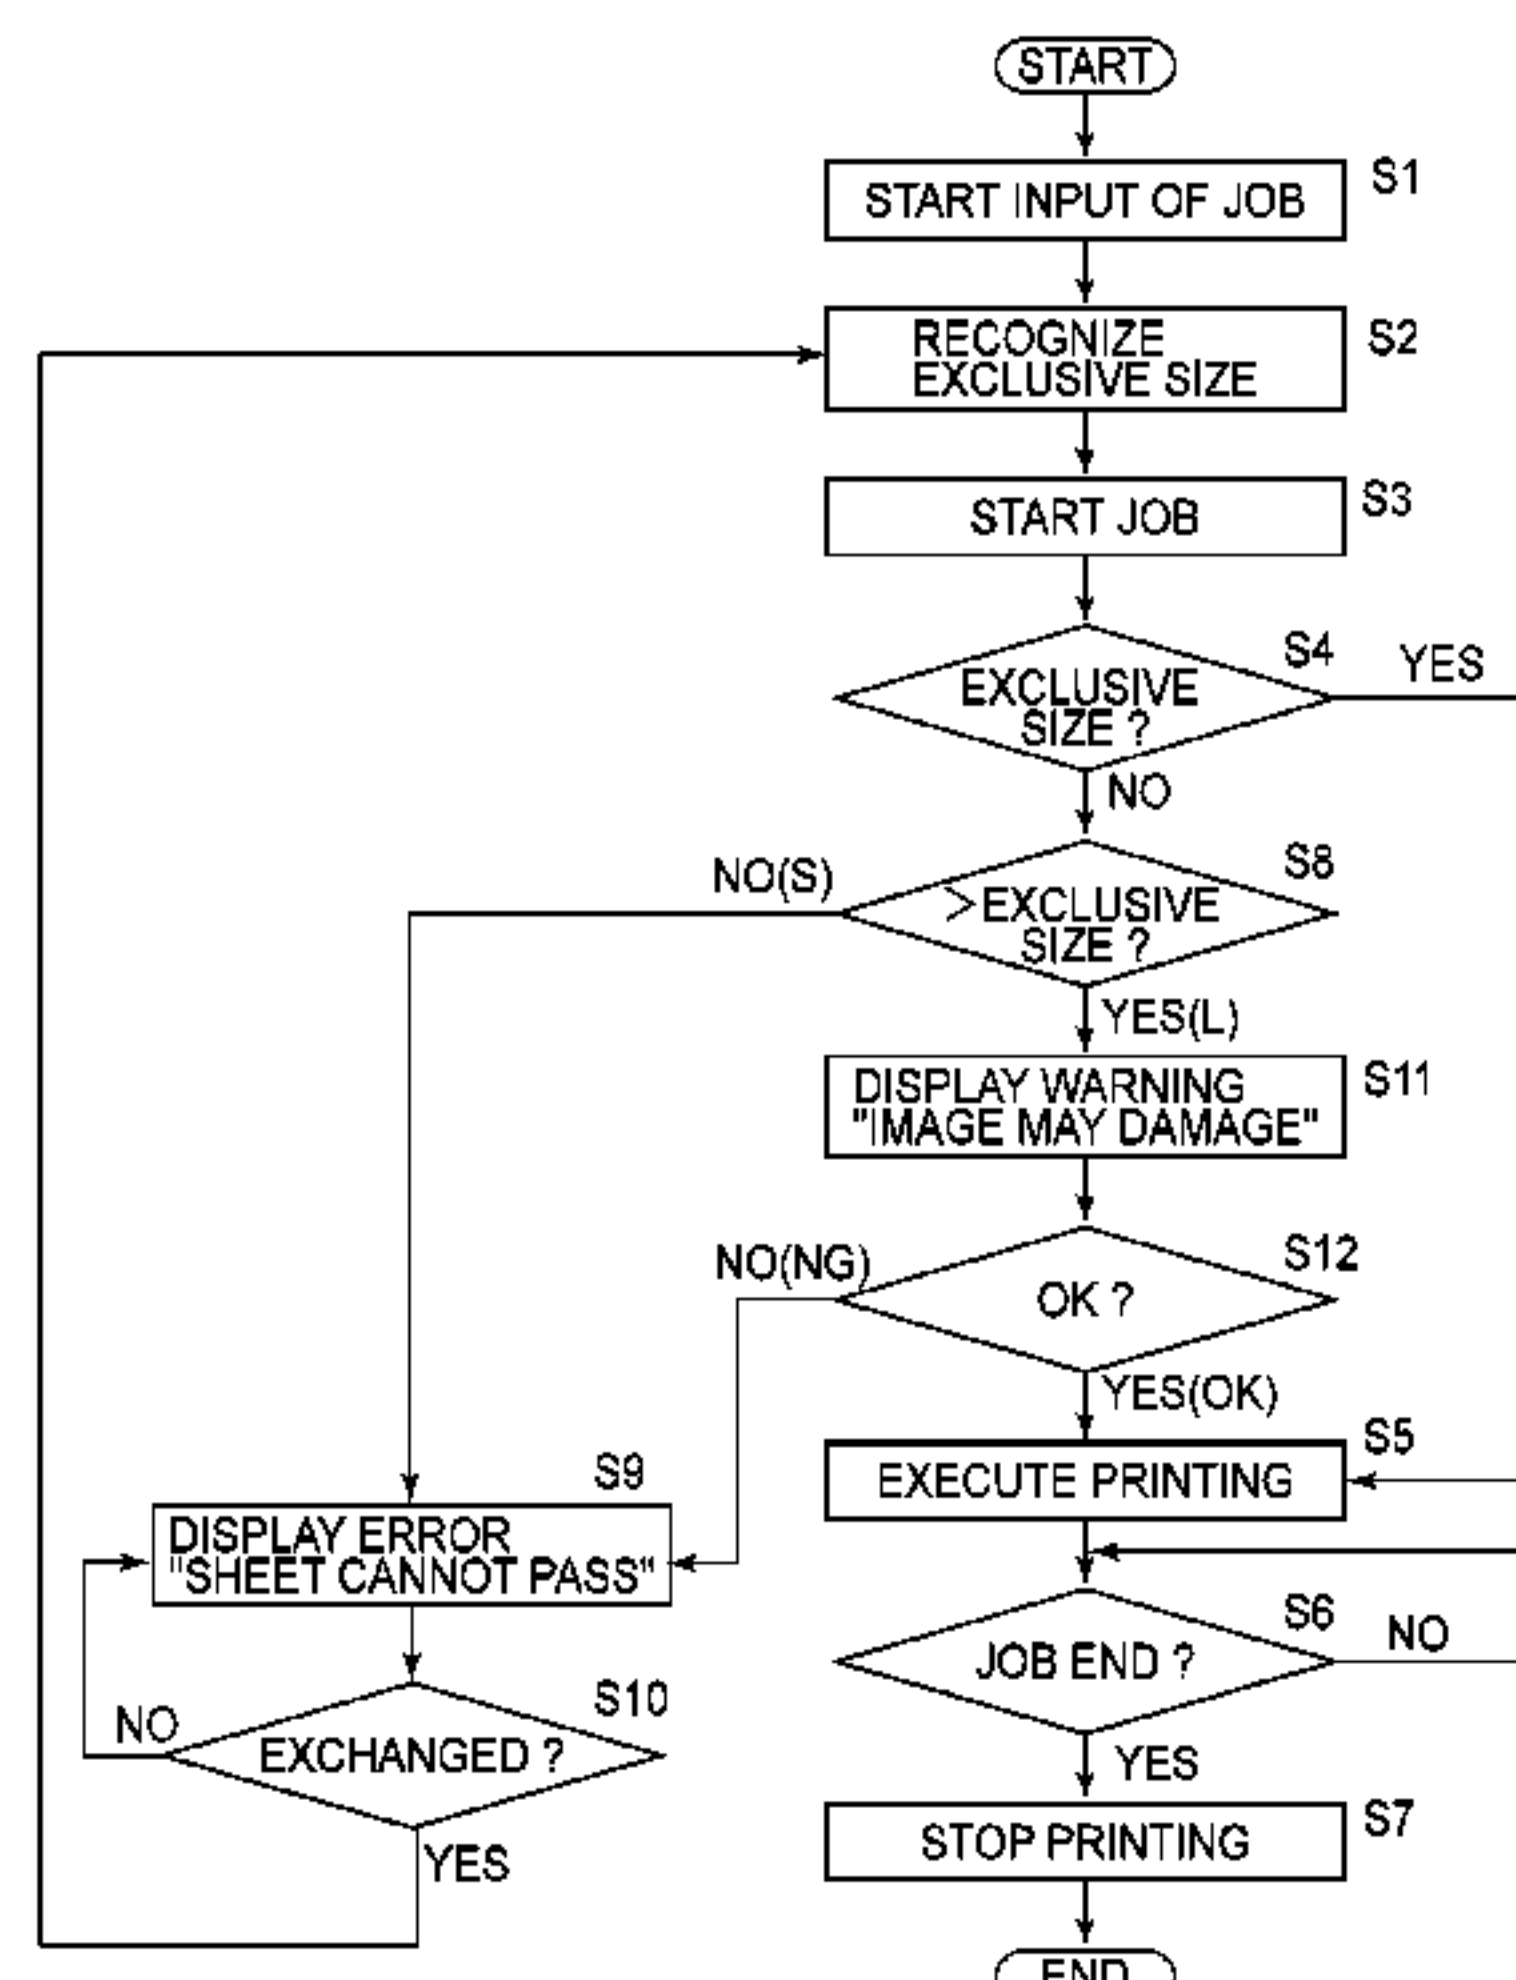 START
START INPUT OF JOB
S1
RECOGNIZE
EXCLUSIVE SIZE
S2
START JOB
S3
EXCLUSIVE
SIZE ?
S4
YES
NO
>EXCLUSIVE
SIZE ?
S8
NO(S)
YES(L)
DISPLAY WARNING
"IMAGE MAY DAMAGE"
S11
OK ?
S12
NO(NG)
YES(OK)
EXECUTE PRINTING
S5
S9
DISPLAY ERROR
"SHEET CANNOT PASS"
JOB END ?
S6
NO
S10
EXCHANGED ?
NO
YES
YES
STOP PRINTING
S7
END